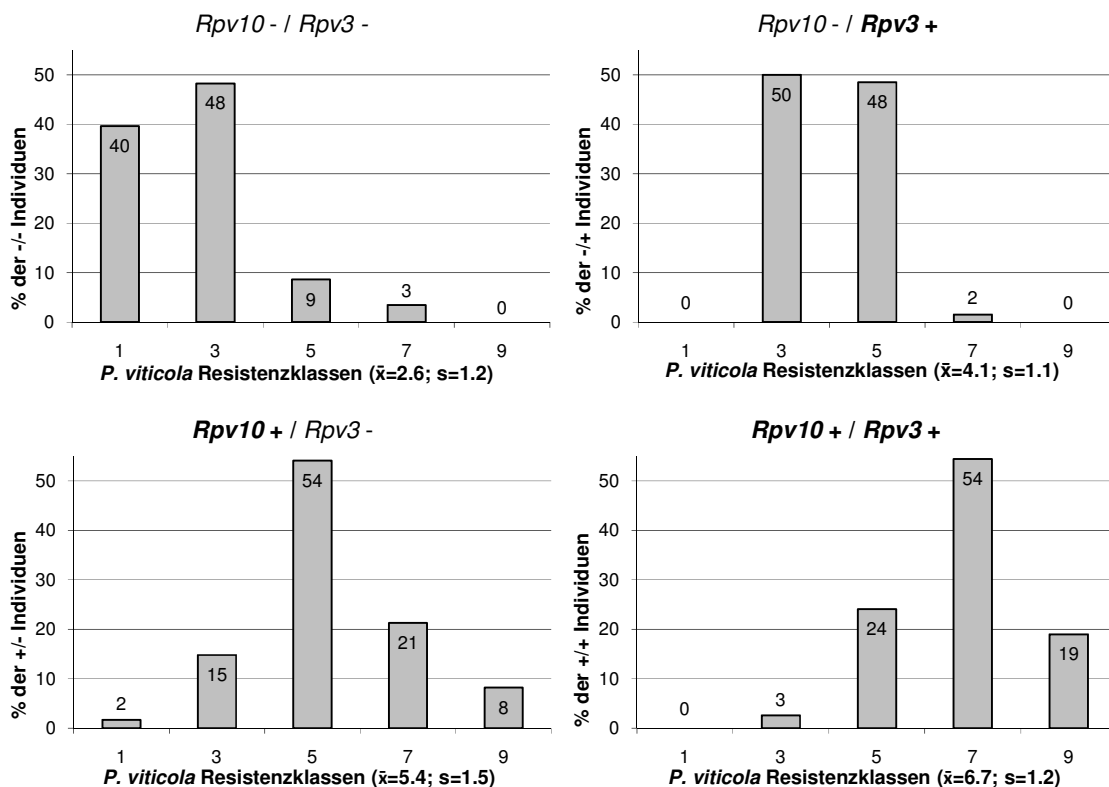 Rpv10 - / Rpv3 -
% der -/- Individuen
50
40
30
20
10
0
40
48
9
3
0
1 3 5 7 9
P. viticola Resistenzklassen (x̄=2.6; s=1.2)
Rpv10 - / Rpv3 +
% der -/+ Individuen
50
40
30
20
10
0
0
50
48
2
0
1 3 5 7 9
P. viticola Resistenzklassen (x̄=4.1; s=1.1)
Rpv10 + / Rpv3 -
% der +/- Individuen
50
40
30
20
10
0
2
15
54
21
8
1 3 5 7 9
P. viticola Resistenzklassen (x̄=5.4; s=1.5)
Rpv10 + / Rpv3 +
% der +/+ Individuen
50
40
30
20
10
0
0
3
24
54
19
1 3 5 7 9
P. viticola Resistenzklassen (x̄=6.7; s=1.2)